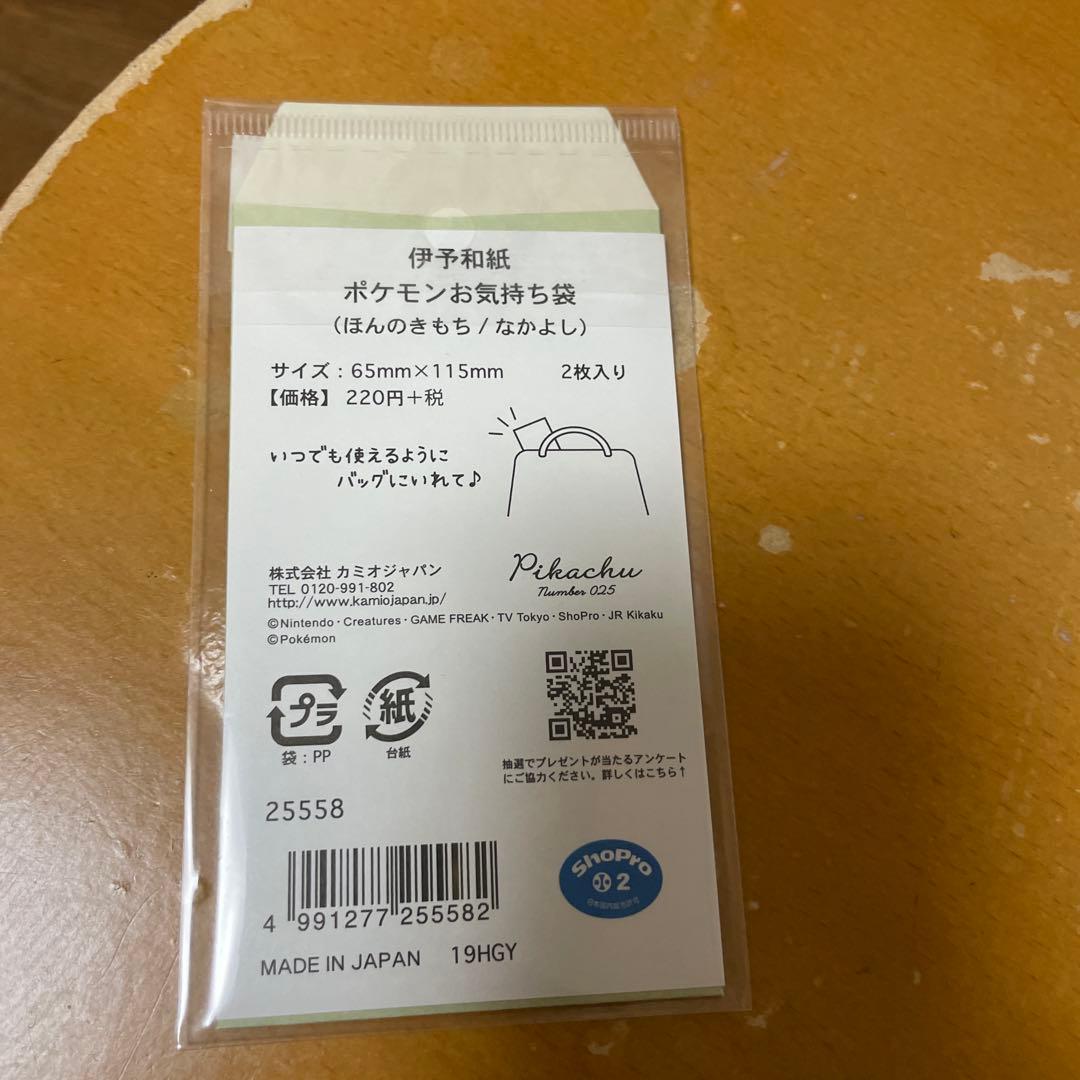 伊予和紙
ポケモンお気持ち袋
(ほんのきもち/なかよし)
サイズ：65mm×115mm 2枚入り
【価格】 220円+税
いつでも使えるように
バッグにいれて♪
株式会社 カミオジャパン
TEL 0120-991-802
http://www.kamiojapan.jp/
Pikachu
Number 025
©Nintendo・Creatures・GAME FREAK・TV Tokyo・ShoPro・JR Kikaku
©Pokémon
プラ
袋：PP
紙
台紙
抽選でプレゼントが当たるアンケート
にご協力ください。詳しくはこちら↑
25558
4 991277 255582
ShoPro
2
MADE IN JAPAN 19HGY